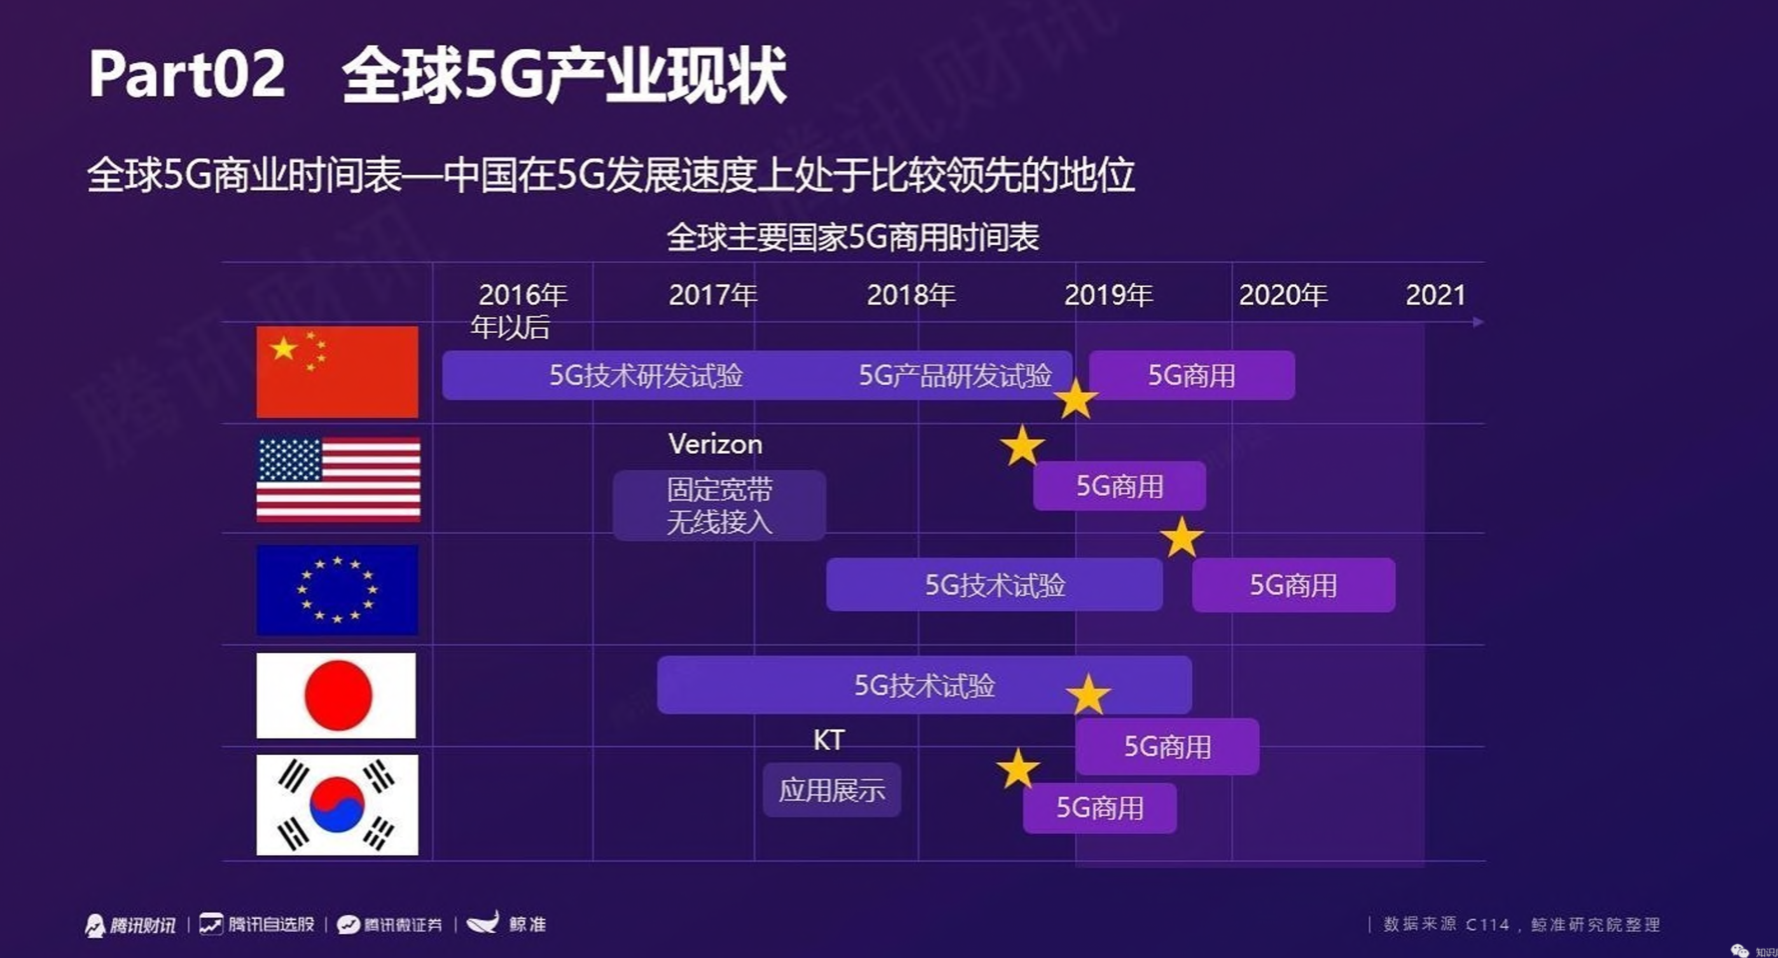 Part02 全球5G产业现状
全球5G商业时间表—中国在5G发展速度上处于比较领先的地位
全球主要国家5G商用时间表
2016年 2017年 2018年 2019年 2020年 2021
年以后
5G技术研发试验 5G产品研发试验 5G商用
Verizon
固定宽带
无线接入
5G商用
5G技术试验 5G商用
5G技术试验
5G商用
KT
应用展示
5G商用
腾讯财讯 | 腾讯自选股 | 腾讯微证券 | 鲸准
| 数据来源 C114，鲸准研究院整理
腾讯财讯
腾讯财讯